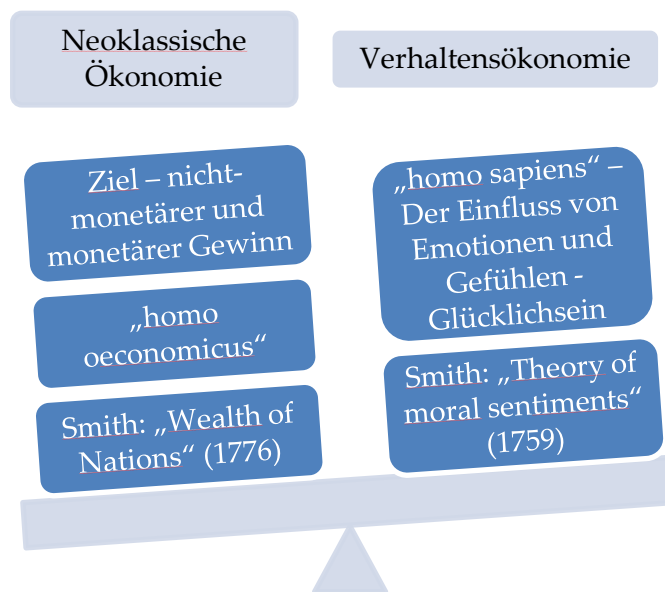 Neoklassische
Ökonomie
Verhaltensökonomie
Ziel – nicht-
monetärer und
monetärer Gewinn
„homo
oeconomicus“
Smith: „Wealth of
Nations“ (1776)
„homo sapiens“ –
Der Einfluss von
Emotionen und
Gefühlen -
Glücklichsein
Smith: „Theory of
moral sentiments“
(1759)